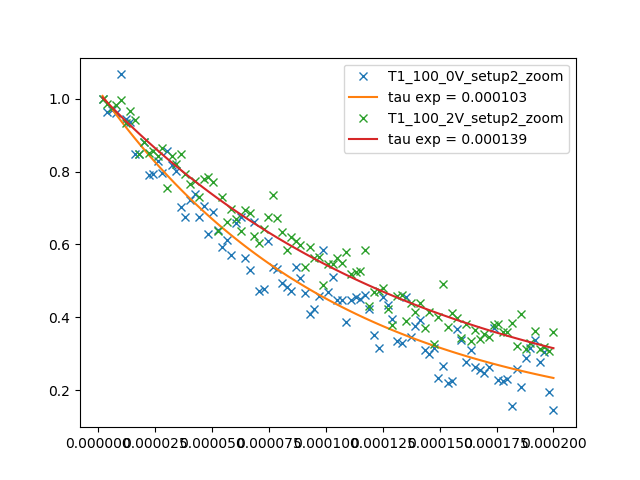 T1_100_0V_setup2_zoom
tau exp = 0.000103
T1_100_2V_setup2_zoom
tau exp = 0.000139
1.0
0.8
0.6
0.4
0.2
0.000000 0.000025 0.000050 0.000075 0.000100 0.000125 0.000150 0.000175 0.000200